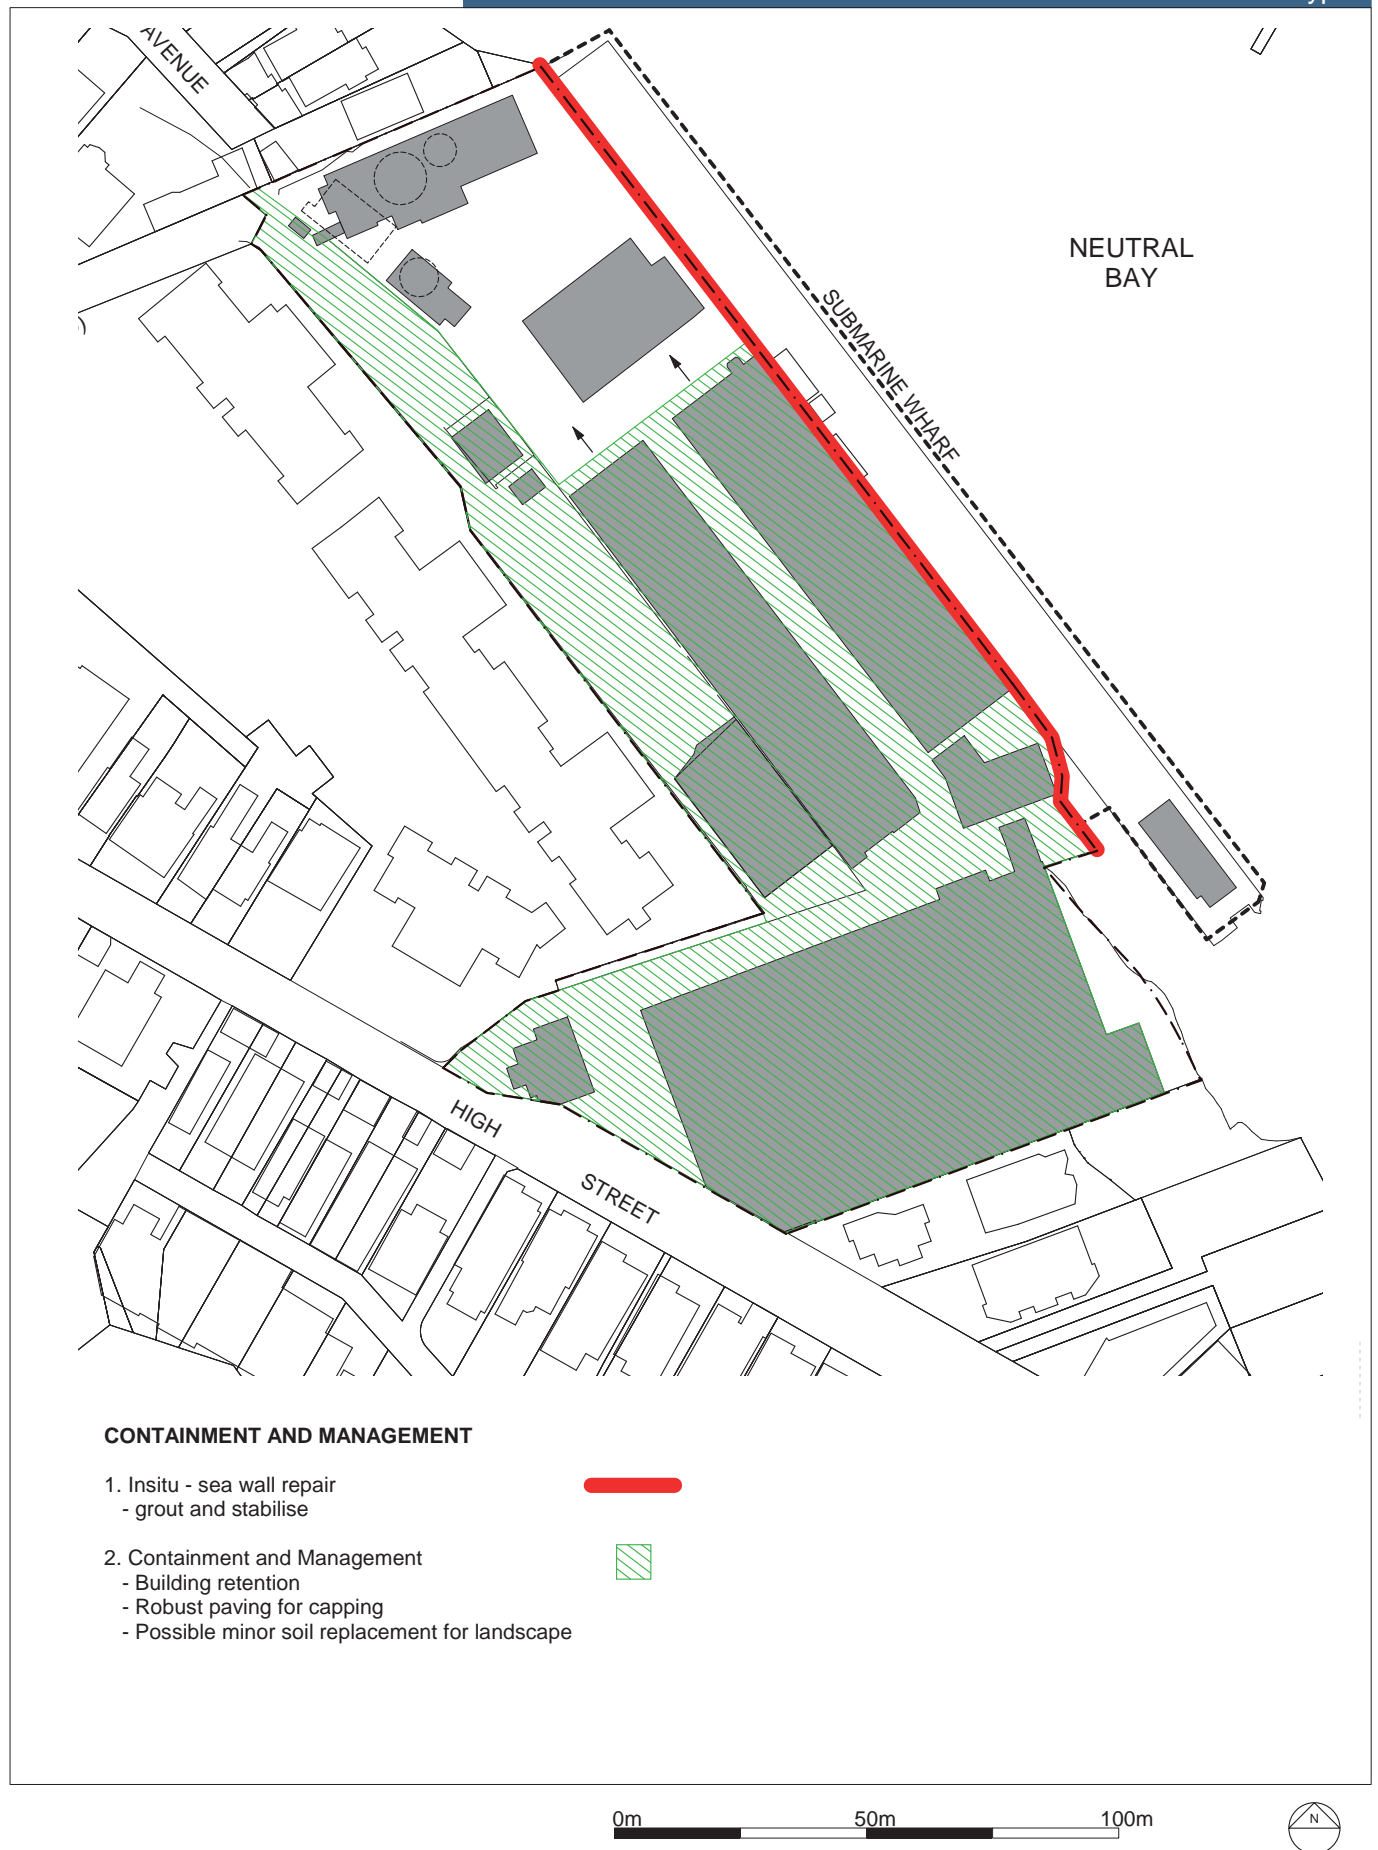 AVENUE
NEUTRAL
BAY
SUBMARINE WHARF
HIGH
STREET
CONTAINMENT AND MANAGEMENT
1. Insitu - sea wall repair
- grout and stabilise
2. Containment and Management
- Building retention
- Robust paving for capping
- Possible minor soil replacement for landscape
0m 50m 100m
N